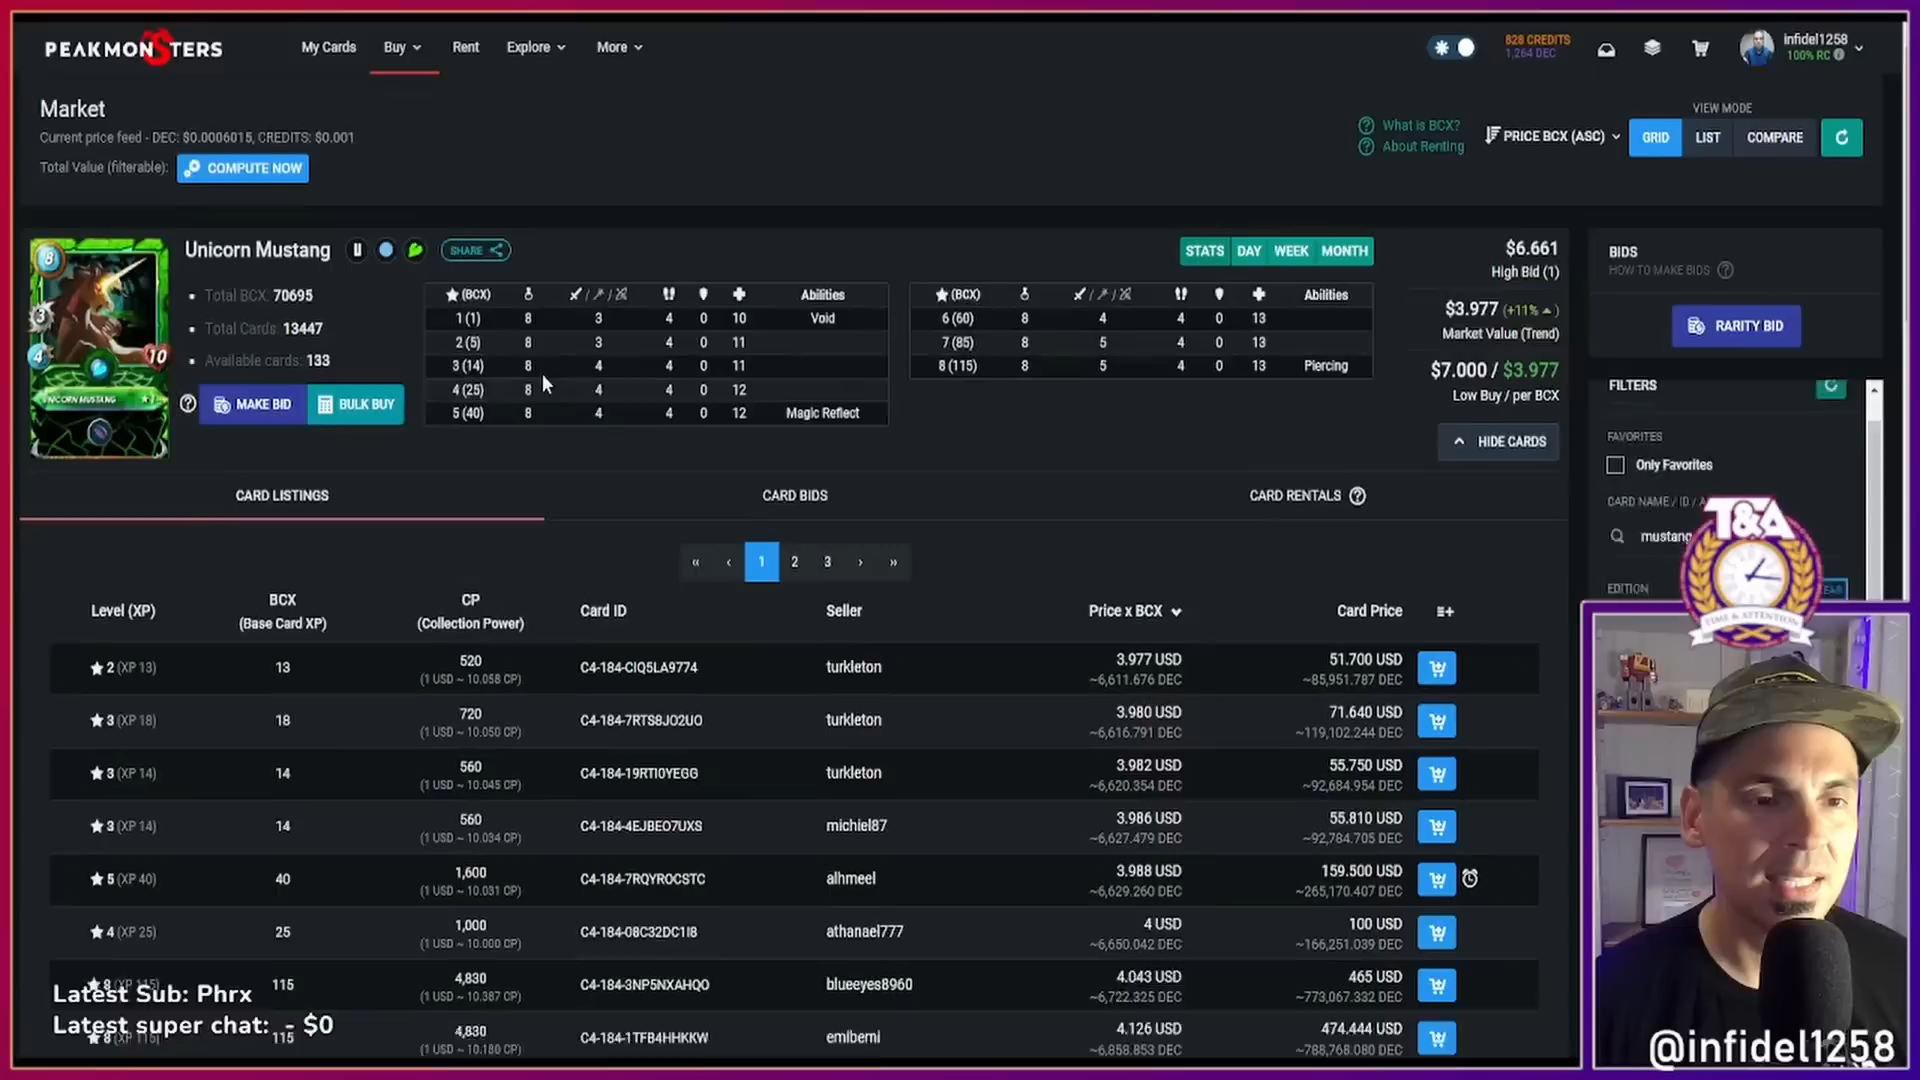 PEAKMONSTERS
My Cards
Buy
Rent
Explore
More
828 CREDITS
1,264 DEC
infidel1258
100% RC
Market
Current price feed - DEC: $0.0006015, CREDITS: $0.001
Total Value (filterable):
COMPUTE NOW
What is BCX?
About Renting
PRICE BCX (ASC)
VIEW MODE
GRID
LIST
COMPARE
8
3
4
10
UNICORN MUSTANG
Unicorn Mustang
SHARE
Total BCX: 70695
Total Cards: 13447
Available cards: 133
MAKE BID
BULK BUY
STATS
DAY
WEEK
MONTH
(BCX) / / Abilities
1 (1) 8 3 4 0 10 Void
2 (5) 8 3 4 0 11
3 (14) 8 4 4 0 11
4 (25) 8 4 4 0 12
5 (40) 8 4 4 0 12 Magic Reflect
(BCX) / / Abilities
6 (60) 8 4 4 0 13
7 (85) 8 5 4 0 13
8 (115) 8 5 4 0 13 Piercing
$6.661
High Bid (1)
$3.977 (+11%)
Market Value (Trend)
$7.000 / $3.977
Low Buy / per BCX
HIDE CARDS
BIDS
HOW TO MAKE BIDS
RARITY BID
FILTERS
FAVORITES
Only Favorites
CARD NAME / ID / A
mustang
EDITION
T&A
TIME & ATTENTION
CARD LISTINGS
CARD BIDS
CARD RENTALS
« ‹ 1 2 3 › »
Level (XP)
BCX
(Base Card XP)
CP
(Collection Power)
Card ID
Seller
Price x BCX
Card Price
2 (XP 13) 13 520 C4-184-CIQ5LA9774 turkleton 3.977 USD 51.700 USD
(1 USD ~ 10.058 CP) ~6,611.676 DEC ~85,951.787 DEC
3 (XP 18) 18 720 C4-184-7RTS8JO2UO turkleton 3.980 USD 71.640 USD
(1 USD ~ 10.050 CP) ~6,616.791 DEC ~119,102.244 DEC
3 (XP 14) 14 560 C4-184-19RTI0YEGG turkleton 3.982 USD 55.750 USD
(1 USD ~ 10.045 CP) ~6,620.354 DEC ~92,684.954 DEC
3 (XP 14) 14 560 C4-184-4EJBEO7UXS michiel87 3.986 USD 55.810 USD
(1 USD ~ 10.034 CP) ~6,627.479 DEC ~92,784.705 DEC
5 (XP 40) 40 1,600 C4-184-7RQYROCSTC alhmeel 3.988 USD 159.500 USD
(1 USD ~ 10.031 CP) ~6,629.260 DEC ~265,170.407 DEC
4 (XP 25) 25 1,000 C4-184-08C32DC1I8 athanael777 4 USD 100 USD
(1 USD ~ 10.000 CP) ~6,650.042 DEC ~166,251.039 DEC
8 (XP 115) 115 4,830 C4-184-3NP5NXAHQO blueeyes8960 4.043 USD 465 USD
(1 USD ~ 10.387 CP) ~6,722.325 DEC ~773,067.332 DEC
8 (XP 115) 115 4,830 C4-184-1TFB4HHKKW emibemi 4.126 USD 474.444 USD
(1 USD ~ 10.180 CP) ~6,858.853 DEC ~788,768.080 DEC
Latest Sub: Phrx
Latest super chat: - $0
@infidel1258